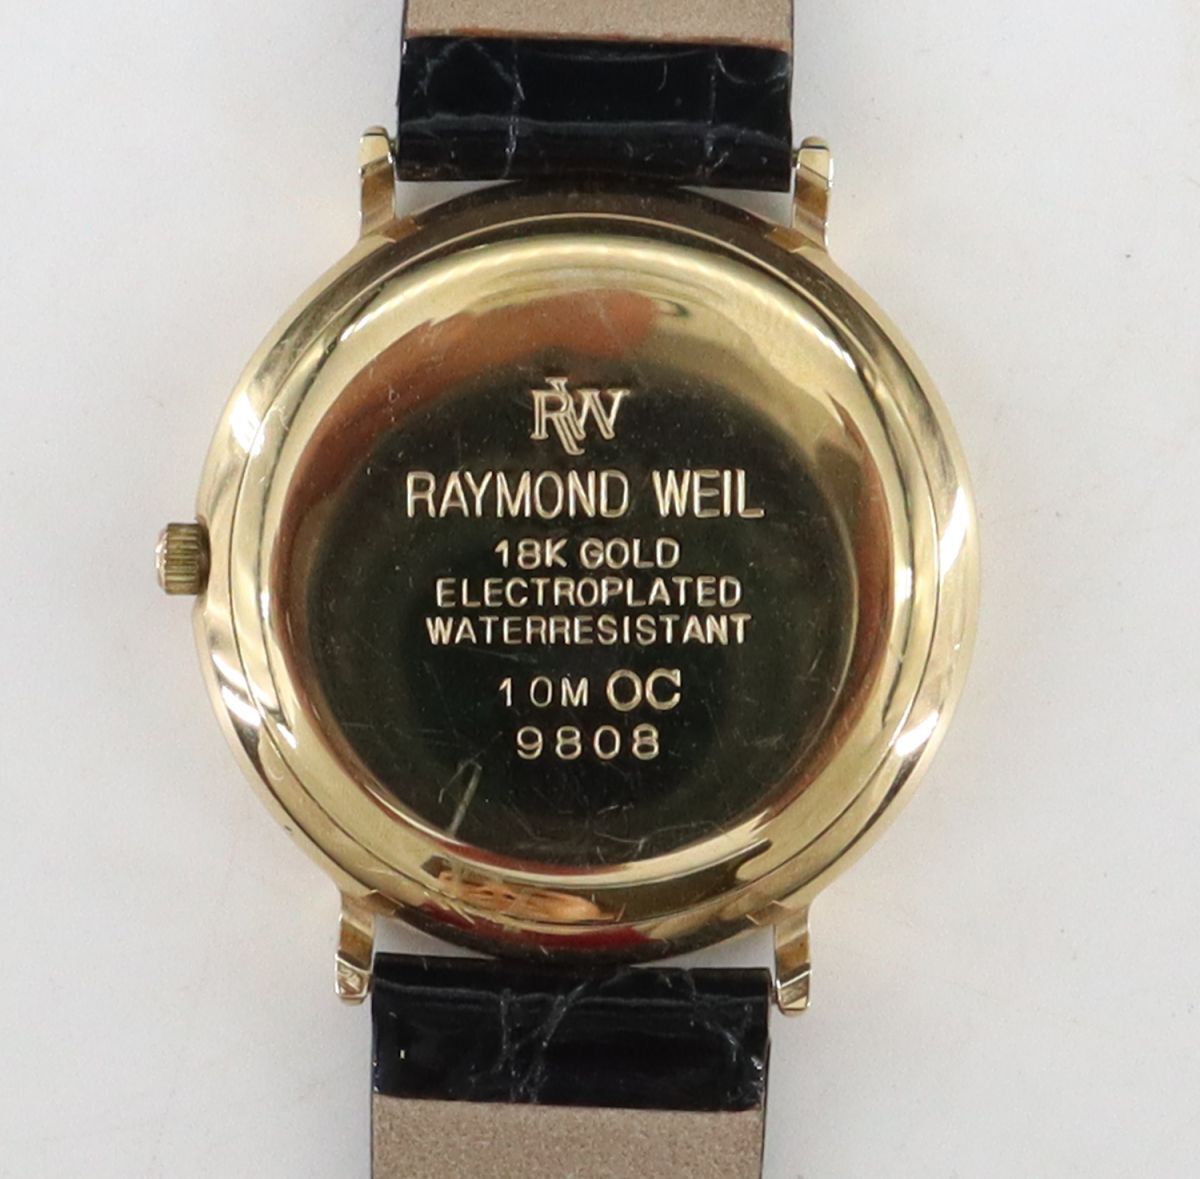 RW
RAYMOND WEIL
18K GOLD
ELECTROPLATED
WATERRESISTANT
10M OC
9808